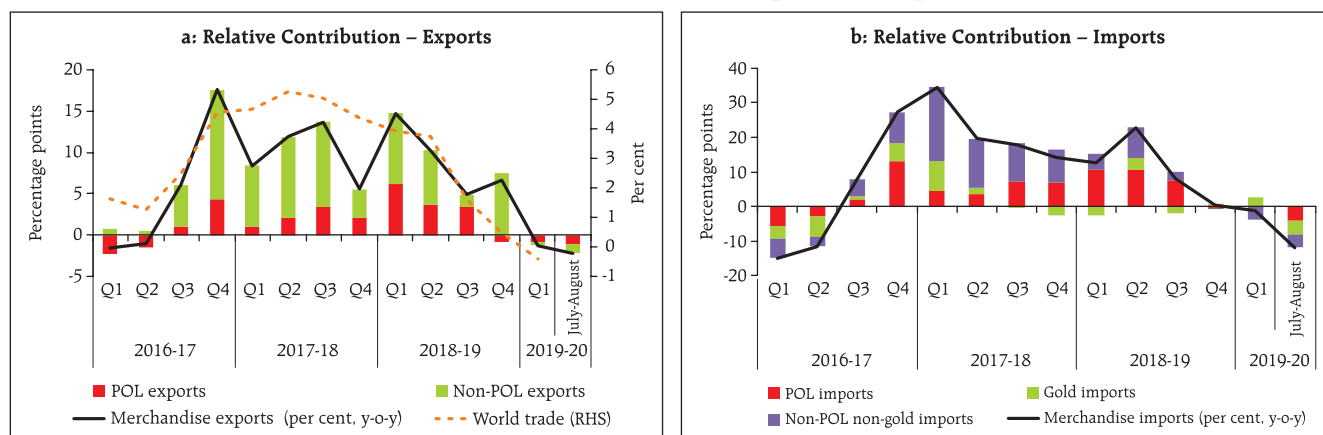 a: Relative Contribution – Exports
Percentage points
20
15
10
5
0
-5
6
5
4
3
2
1
0
-1
Per cent
Q1 Q2 Q3 Q4 Q1 Q2 Q3 Q4 Q1 Q2 Q3 Q4 Q1 July-August
2016-17 2017-18 2018-19 2019-20
POL exports Non-POL exports
Merchandise exports (per cent, y-o-y) World trade (RHS)
b: Relative Contribution – Imports
Percentage points
40
30
20
10
0
-10
-20
Q1 Q2 Q3 Q4 Q1 Q2 Q3 Q4 Q1 Q2 Q3 Q4 Q1 July-August
2016-17 2017-18 2018-19 2019-20
POL imports Gold imports
Non-POL non-gold imports Merchandise imports (per cent, y-o-y)